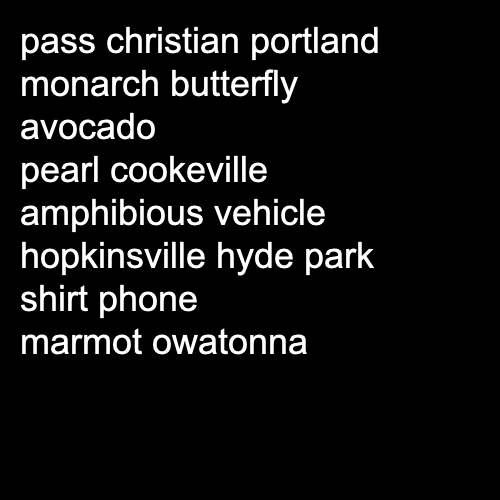 pass christian portland
monarch butterfly
avocado
pearl cookeville
amphibious vehicle
hopkinsville hyde park
shirt phone
marmot owatonna